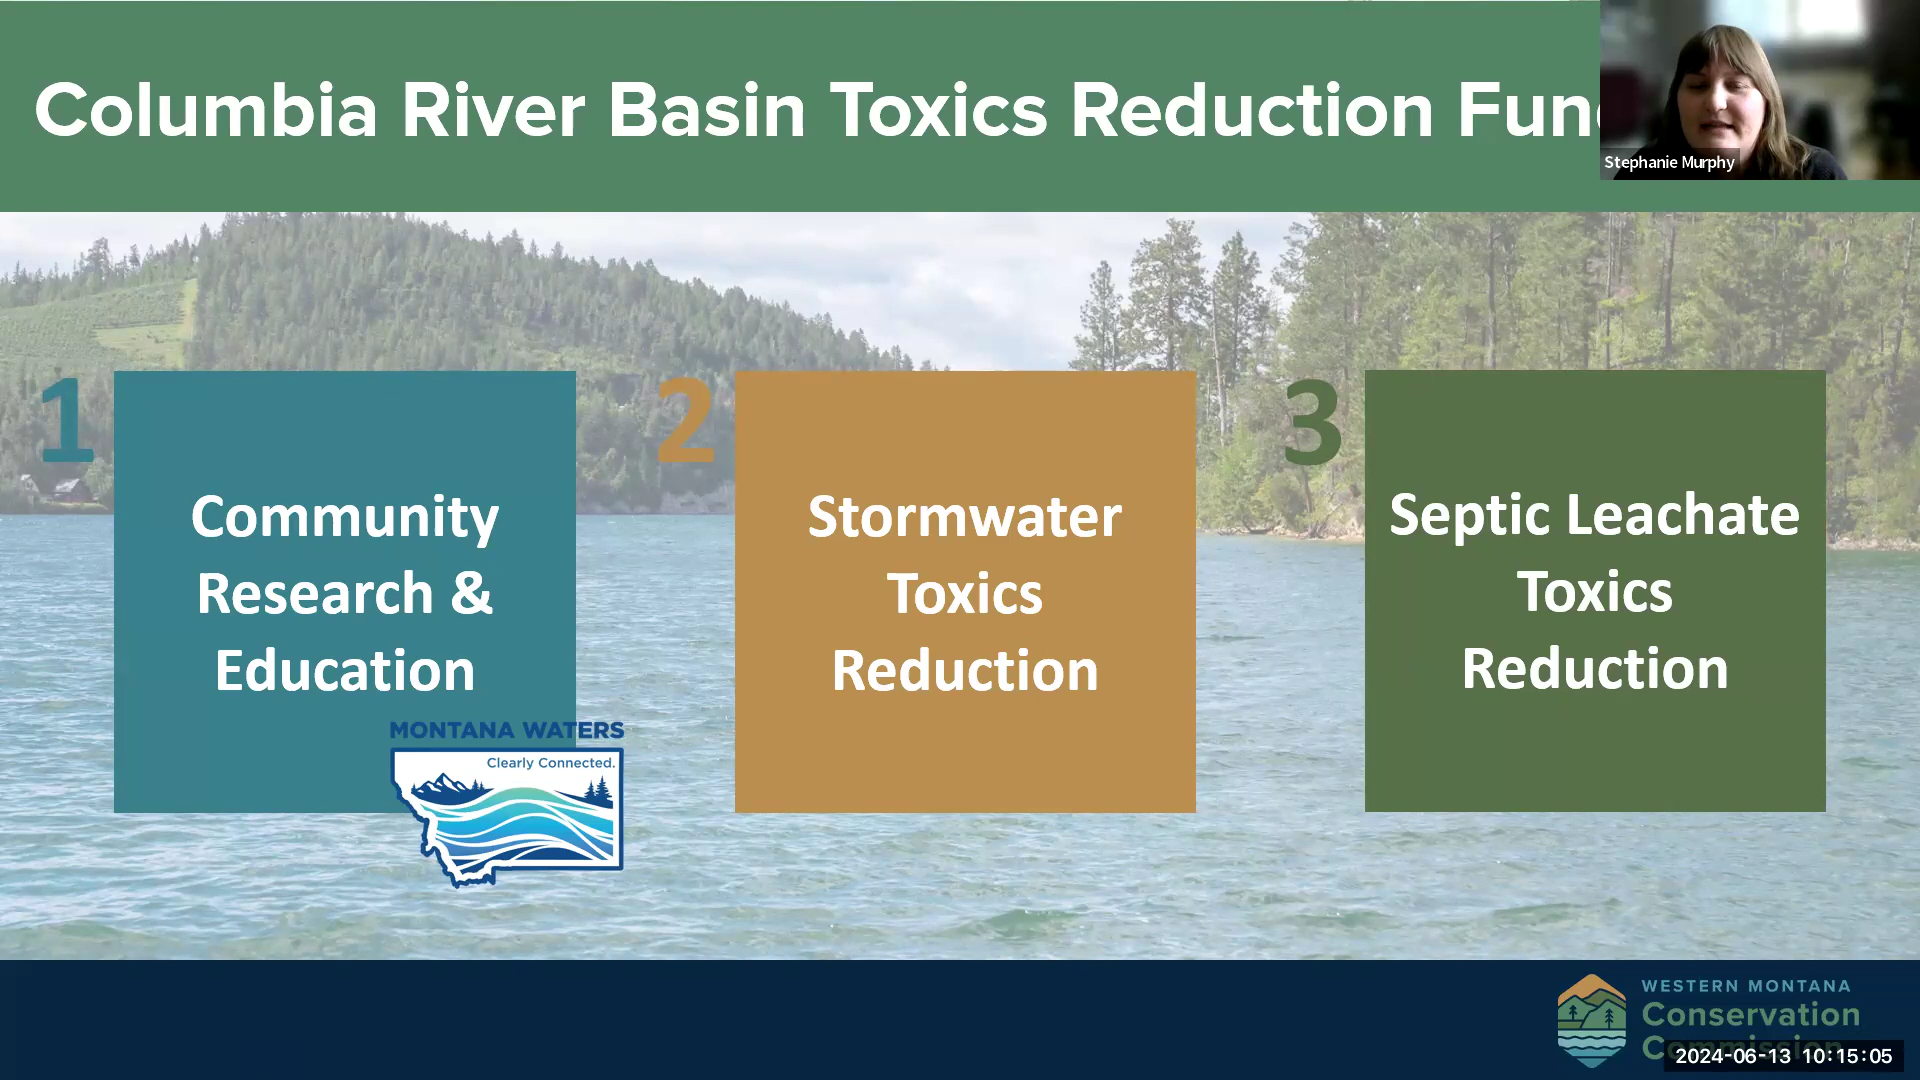 Columbia River Basin Toxics Reduction Fun
Stephanie Murphy
1
Community
Research &
Education
MONTANA WATERS
Clearly Connected.
2
Stormwater
Toxics
Reduction
3
Septic Leachate
Toxics
Reduction
WESTERN MONTANA
Conservation
Commission
2024-06-13 10:15:05